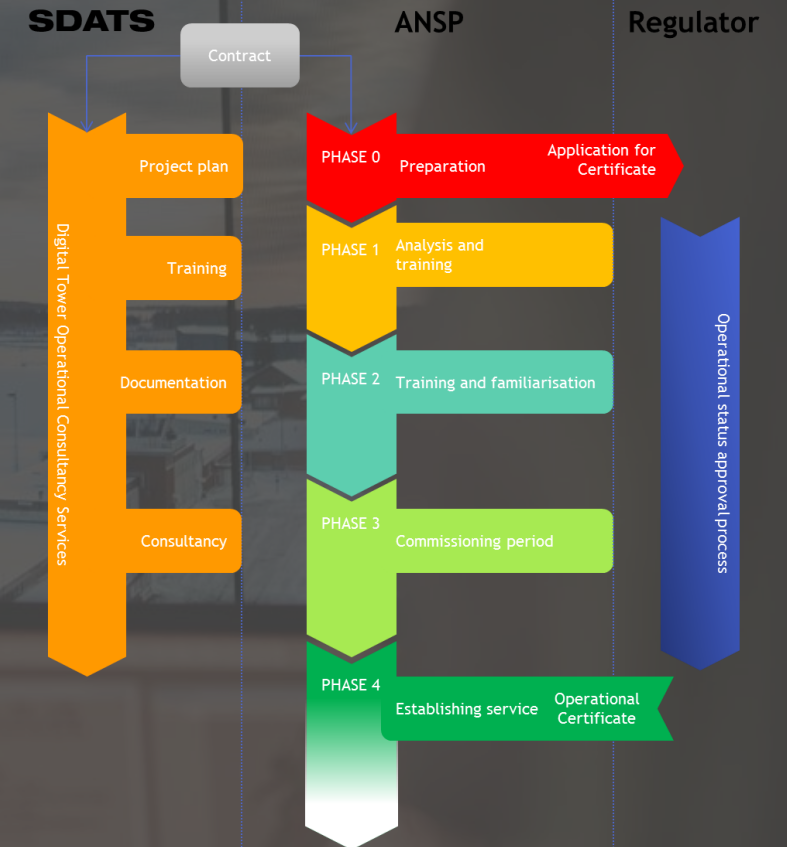 SDATS
ANSP
Regulator
Contract
Digital Tower Operational Consultancy Services
Project plan
Training
Documentation
Consultancy
PHASE 0
Preparation
Application for
Certificate
PHASE 1
Analysis and
training
PHASE 2
Training and familiarisation
PHASE 3
Commissioning period
PHASE 4
Establishing service
Operational
Certificate
Operational status approval process